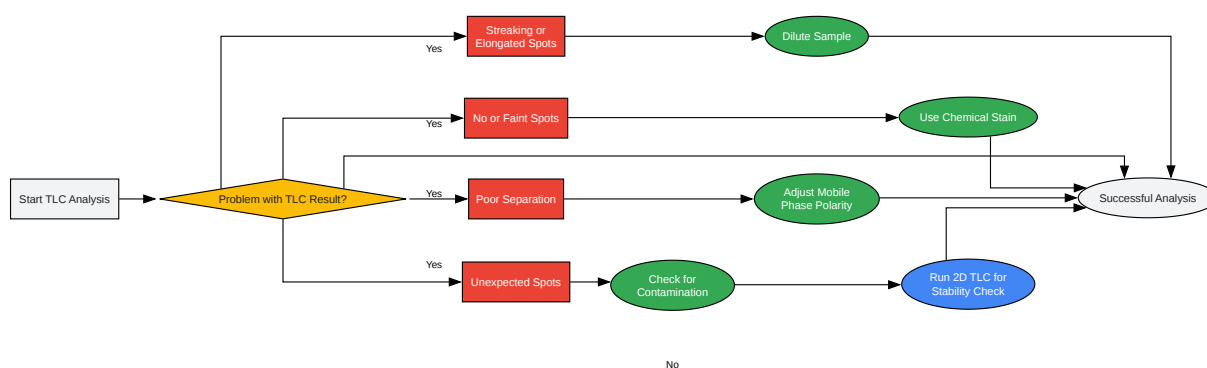 Streaking or
Elongated Spots
Dilute Sample
Yes
No or Faint Spots
Use Chemical Stain
Yes
Start TLC Analysis
Problem with TLC Result?
Yes
Poor Separation
Adjust Mobile
Phase Polarity
Successful Analysis
Yes
Unexpected Spots
Check for
Contamination
Run 2D TLC for
Stability Check
No